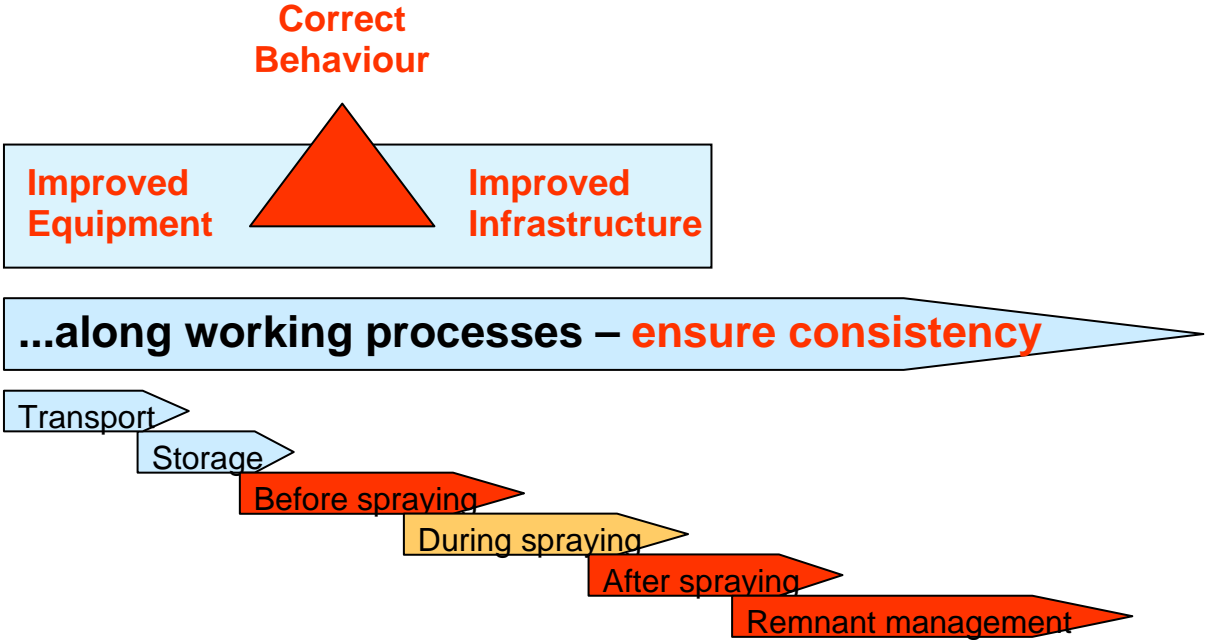 Correct
Behaviour
Improved
Equipment
Improved
Infrastructure
...along working processes – ensure consistency
Transport
Storage
Before spraying
During spraying
After spraying
Remnant management